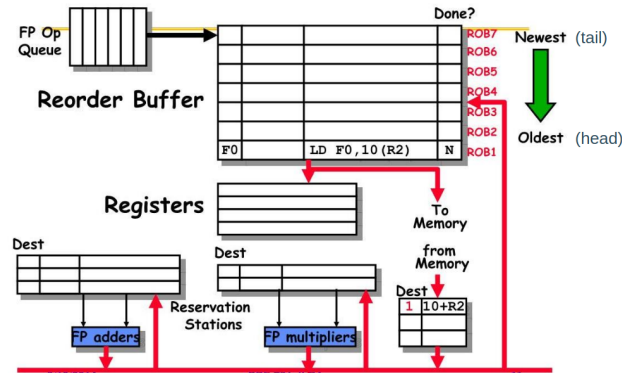 Done?
FP Op
Queue
ROB7
Newest (tail)
ROB6
ROB5
Reorder Buffer
ROB4
ROB3
ROB2
Oldest (head)
F0 LD F0,10(R2) N ROB1
Registers
To
Memory
from
Memory
Dest
Dest
Dest
1 10+R2
Reservation
Stations
FP adders
FP multipliers